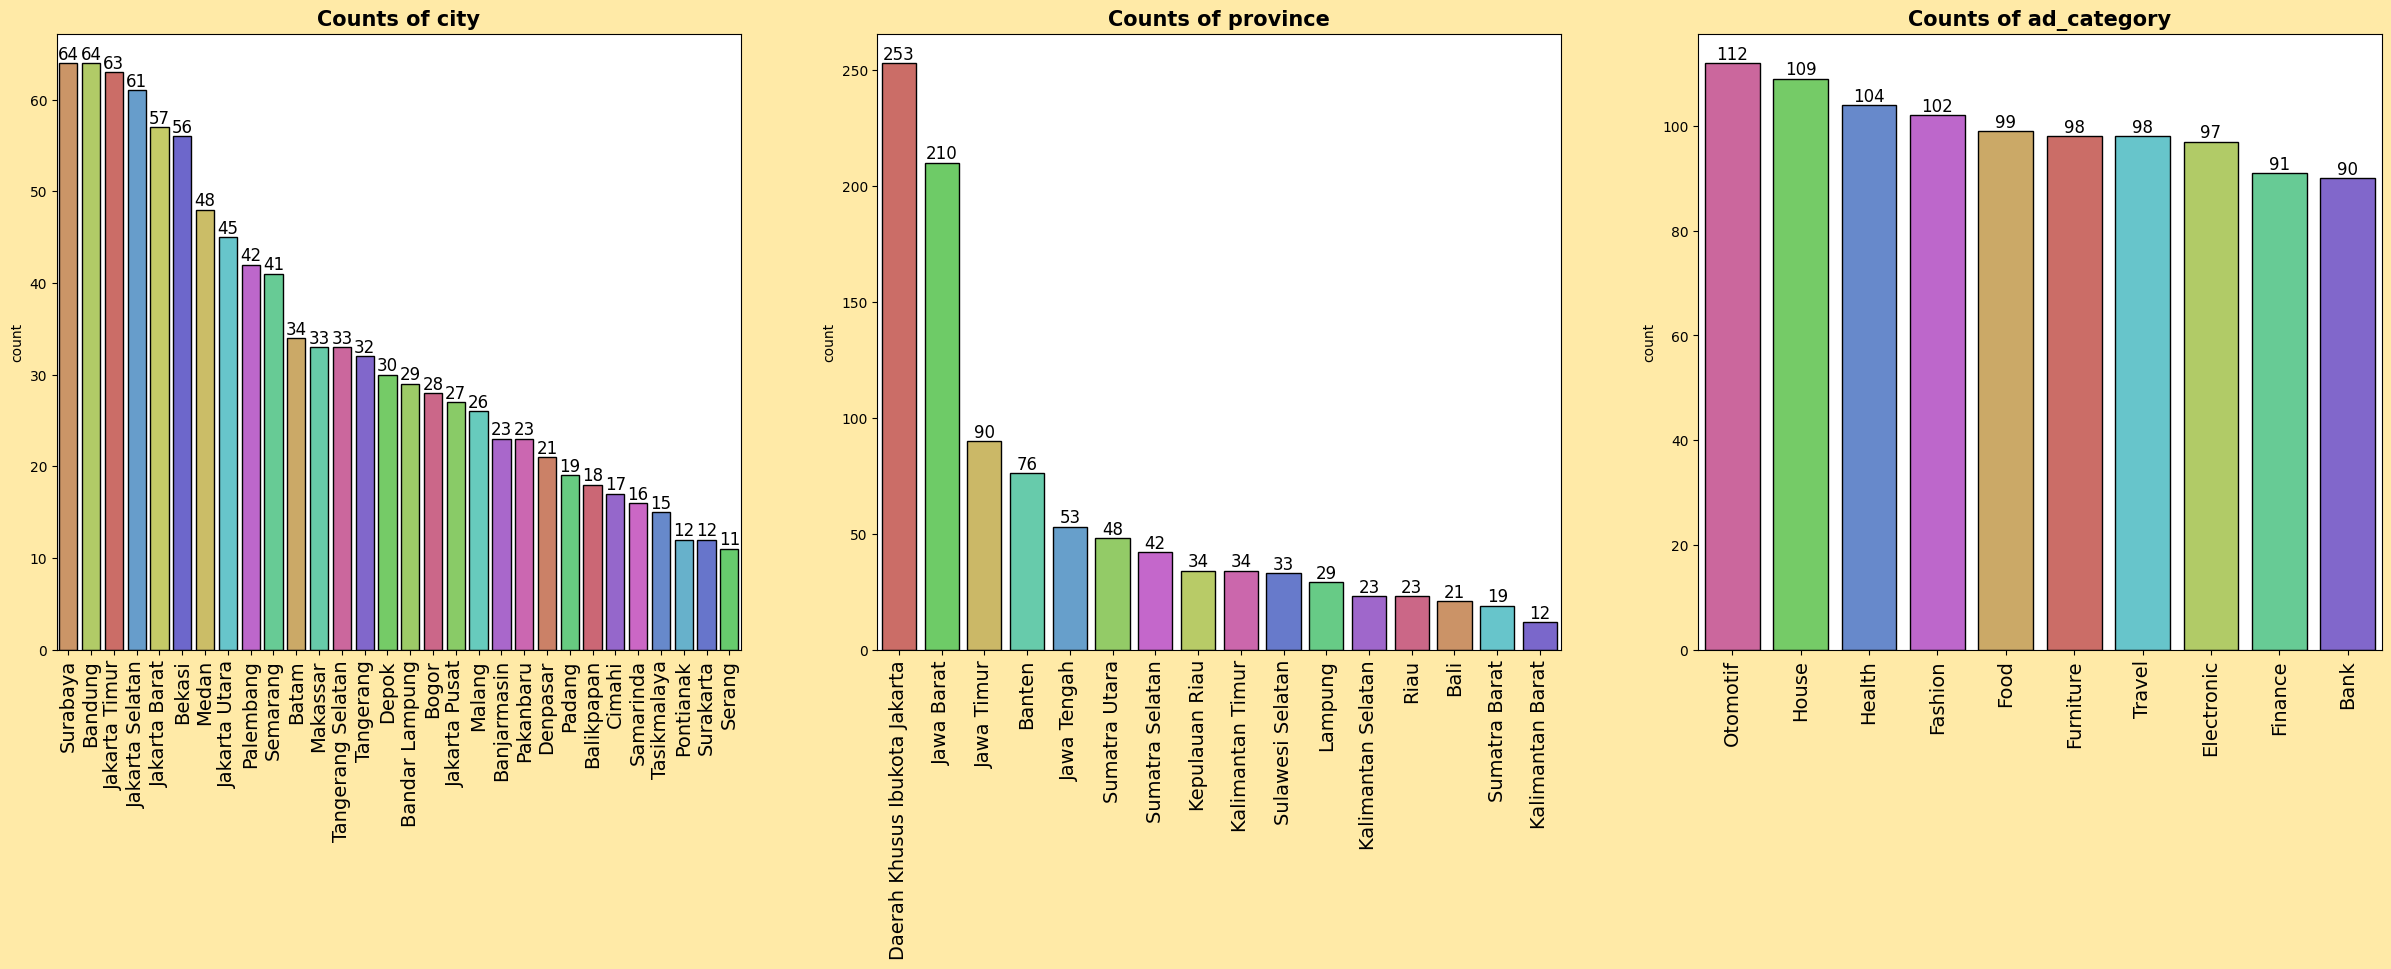 Counts of city
count
60
50
40
30
20
10
0
64
64
63
61
57
56
48
45
42
41
34
33
33
32
30
29
28
27
26
23
23
21
19
18
17
16
15
12
12
11
Surabaya
Bandung
Jakarta Timur
Jakarta Selatan
Jakarta Barat
Bekasi
Medan
Jakarta Utara
Palembang
Semarang
Batam
Makassar
Tangerang Selatan
Tangerang
Depok
Bandar Lampung
Bogor
Jakarta Pusat
Malang
Banjarmasin
Pakanbaru
Denpasar
Padang
Balikpapan
Cimahi
Samarinda
Tasikmalaya
Pontianak
Surakarta
Serang
Counts of province
count
250
200
150
100
50
0
253
210
90
76
53
48
42
34
34
33
29
23
23
21
19
12
Daerah Khusus Ibukota Jakarta
Jawa Barat
Jawa Timur
Banten
Jawa Tengah
Sumatra Utara
Sumatra Selatan
Kepulauan Riau
Kalimantan Timur
Sulawesi Selatan
Lampung
Kalimantan Selatan
Riau
Bali
Sumatra Barat
Kalimantan Barat
Counts of ad_category
count
100
80
60
40
20
0
112
109
104
102
99
98
98
97
91
90
Otomotif
House
Health
Fashion
Food
Furniture
Travel
Electronic
Finance
Bank